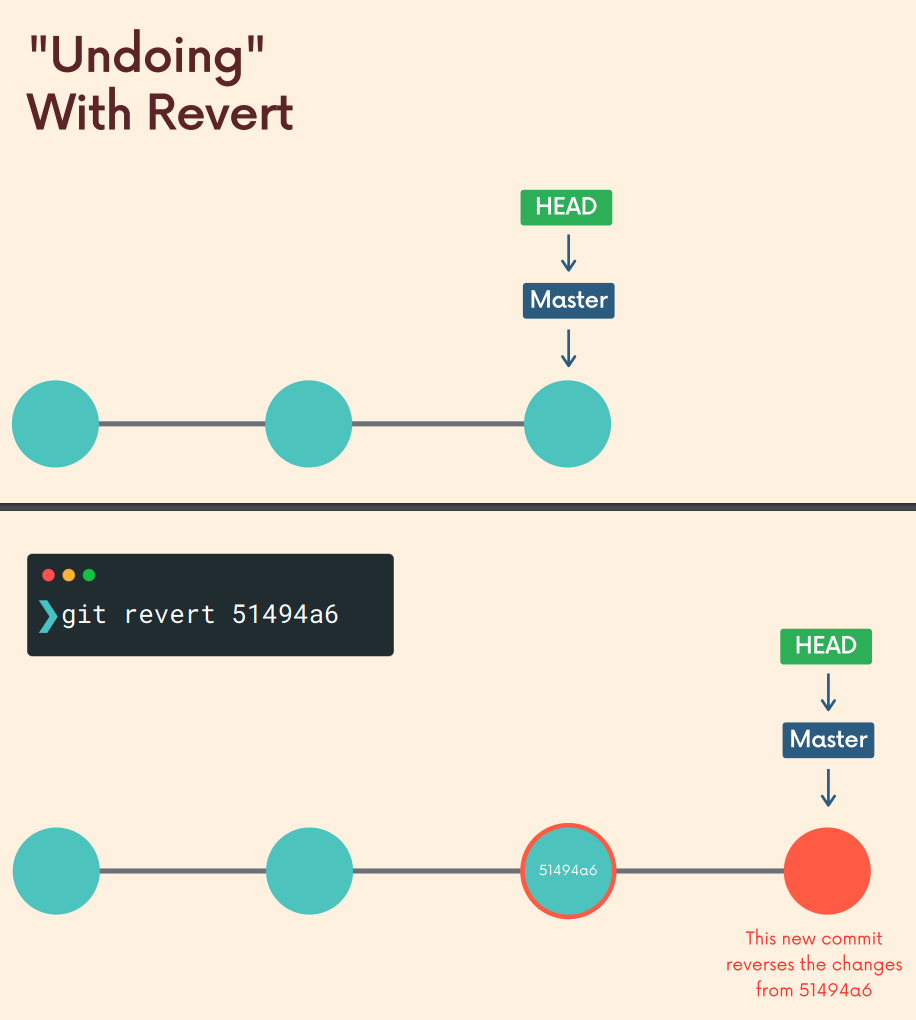 "Undoing"
With Revert
HEAD
Master
❯git revert 51494a6
HEAD
Master
51494a6
This new commit
reverses the changes
from 51494a6